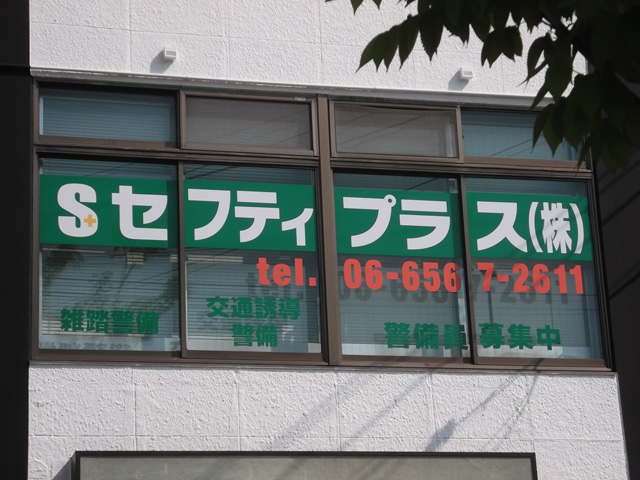 S+セフティプラス(株)
tel. 06-6567-2611
雑踏警備
交通誘導
警備
警備員募集中